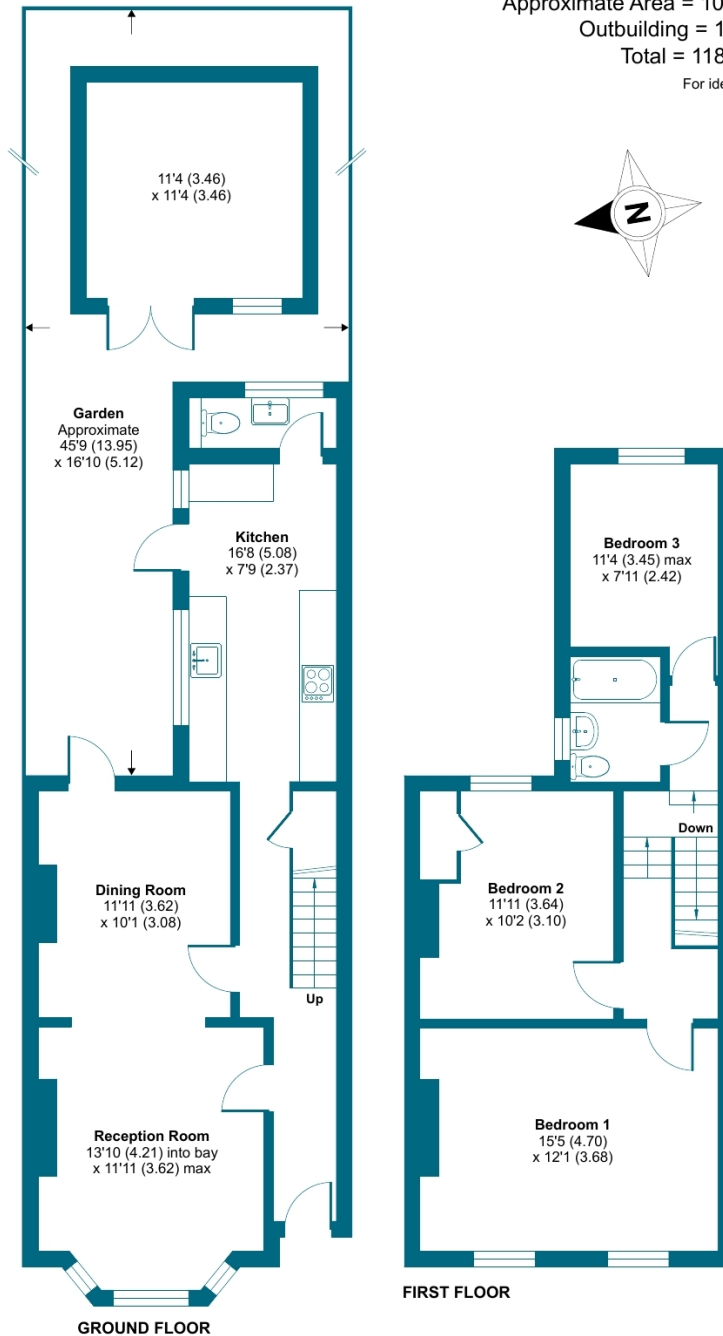 Approximate Area = 10
Outbuilding = 1
Total = 118
For ide
N
11'4 (3.46)
x 11'4 (3.46)
Garden
Approximate
45'9 (13.95)
x 16'10 (5.12)
Kitchen
16'8 (5.08)
x 7'9 (2.37)
Dining Room
11'11 (3.62)
x 10'1 (3.08)
Up
Reception Room
13'10 (4.21) into bay
x 11'11 (3.62) max
GROUND FLOOR
Bedroom 3
11'4 (3.45) max
x 7'11 (2.42)
Down
Bedroom 2
11'11 (3.64)
x 10'2 (3.10)
Bedroom 1
15'5 (4.70)
x 12'1 (3.68)
FIRST FLOOR